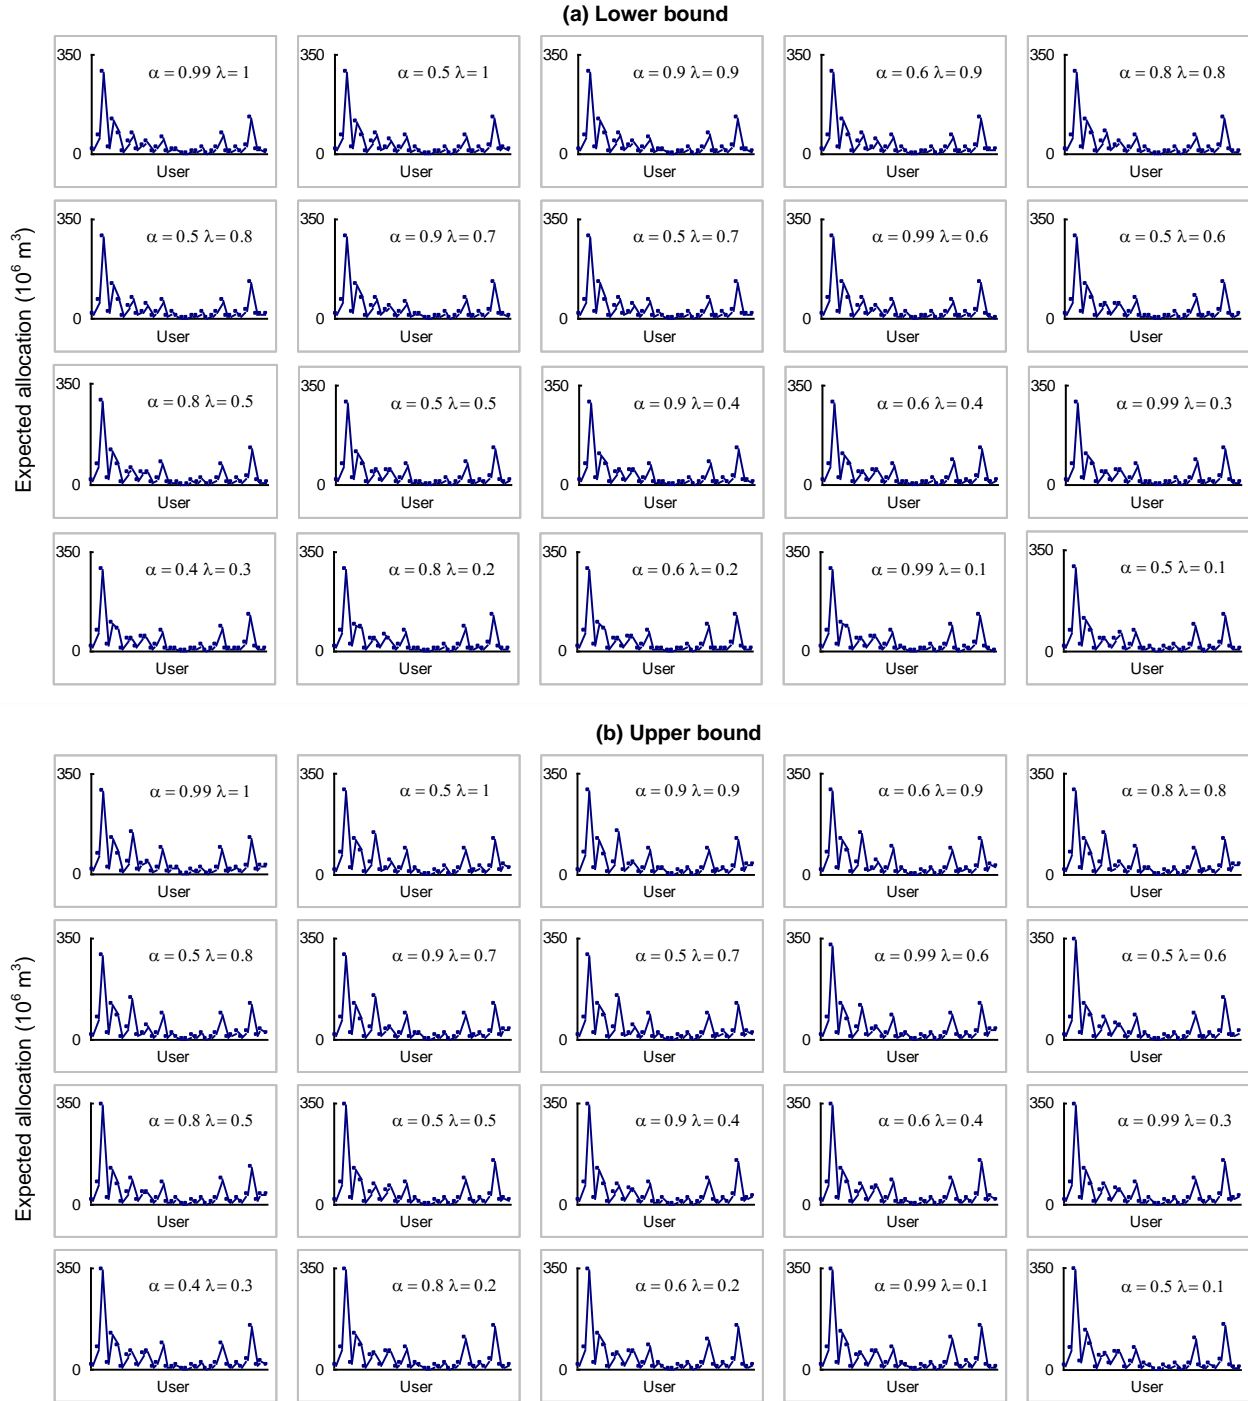 (a) Lower bound
Expected allocation (10⁶ m³)
350
α = 0.99 λ = 1
0
User
350
α = 0.5 λ = 1
0
User
350
α = 0.9 λ = 0.9
0
User
350
α = 0.6 λ = 0.9
0
User
350
α = 0.8 λ = 0.8
0
User
350
α = 0.5 λ = 0.8
0
User
350
α = 0.9 λ = 0.7
0
User
350
α = 0.5 λ = 0.7
0
User
350
α = 0.99 λ = 0.6
0
User
350
α = 0.5 λ = 0.6
0
User
350
α = 0.8 λ = 0.5
0
User
350
α = 0.5 λ = 0.5
0
User
350
α = 0.9 λ = 0.4
0
User
350
α = 0.6 λ = 0.4
0
User
350
α = 0.99 λ = 0.3
0
User
350
α = 0.4 λ = 0.3
0
User
350
α = 0.8 λ = 0.2
0
User
350
α = 0.6 λ = 0.2
0
User
350
α = 0.99 λ = 0.1
0
User
350
α = 0.5 λ = 0.1
0
User
(b) Upper bound
Expected allocation (10⁶ m³)
350
α = 0.99 λ = 1
0
User
350
α = 0.5 λ = 1
0
User
350
α = 0.9 λ = 0.9
0
User
350
α = 0.6 λ = 0.9
0
User
350
α = 0.8 λ = 0.8
0
User
350
α = 0.5 λ = 0.8
0
User
350
α = 0.9 λ = 0.7
0
User
350
α = 0.5 λ = 0.7
0
User
350
α = 0.99 λ = 0.6
0
User
350
α = 0.5 λ = 0.6
0
User
350
α = 0.8 λ = 0.5
0
User
350
α = 0.5 λ = 0.5
0
User
350
α = 0.9 λ = 0.4
0
User
350
α = 0.6 λ = 0.4
0
User
350
α = 0.99 λ = 0.3
0
User
350
α = 0.4 λ = 0.3
0
User
350
α = 0.8 λ = 0.2
0
User
350
α = 0.6 λ = 0.2
0
User
350
α = 0.99 λ = 0.1
0
User
350
α = 0.5 λ = 0.1
0
User